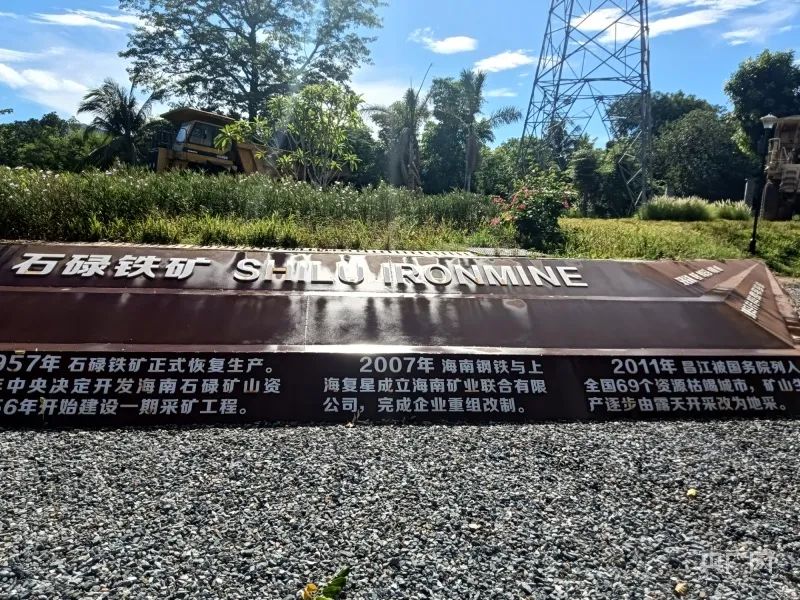 石碌铁矿 SHILU IRONMINE
957年 石碌铁矿正式恢复生产。
年中央决定开发海南石碌矿山资
56年开始建设一期采矿工程。
2007年 海南钢铁与上
海复星成立海南矿业联合有限
公司，完成企业重组改制。
2011年 昌江被国务院列入
全国69个资源枯竭城市，矿山生
产逐步由露天开采改为地采。
央广网